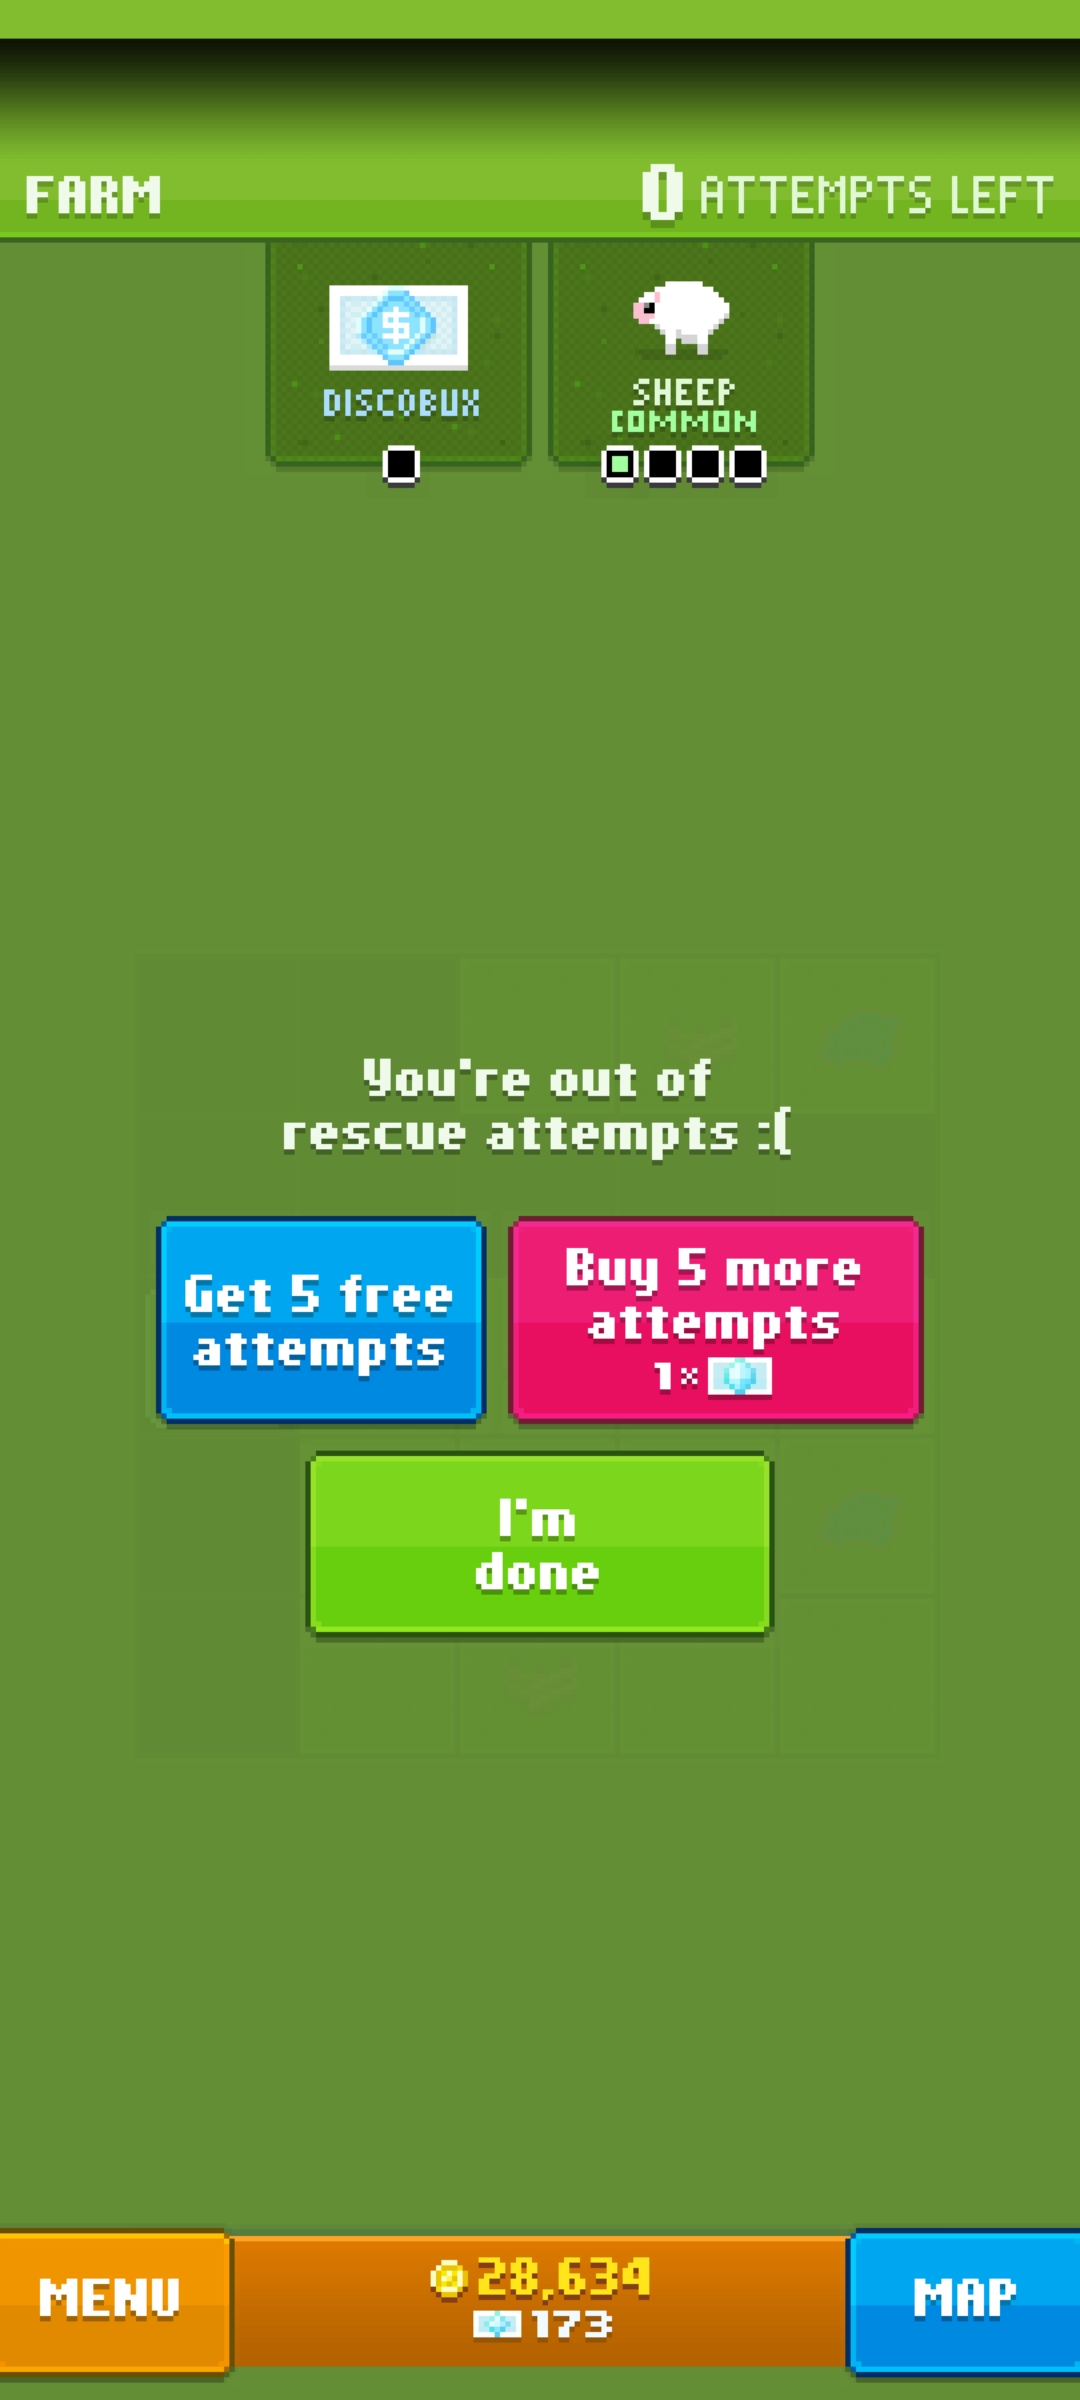 FARM
0 ATTEMPTS LEFT
$
DISCOBUX
SHEEP
COMMON
You're out of
rescue attempts :(
Get 5 free
attempts
Buy 5 more
attempts
1×
I'm
done
MENU
28,634
173
MAP